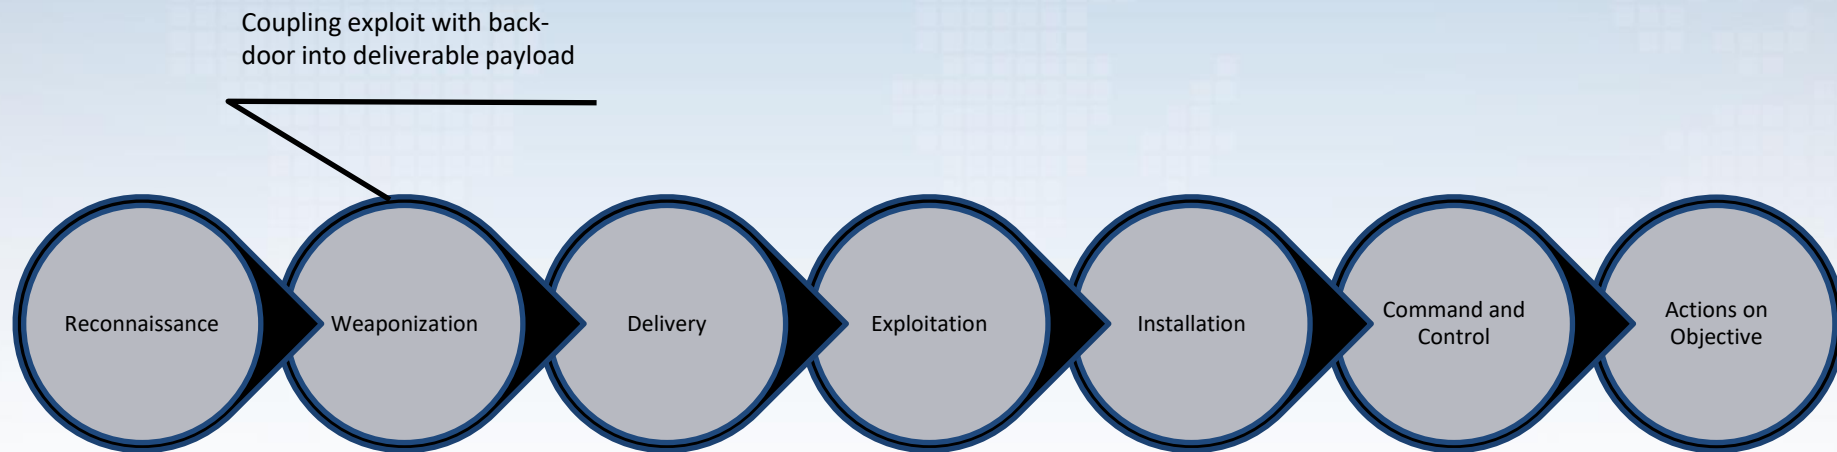 Coupling exploit with back-
door into deliverable payload
Reconnaissance
Weaponization
Delivery
Exploitation
Installation
Command and
Control
Actions on
Objective